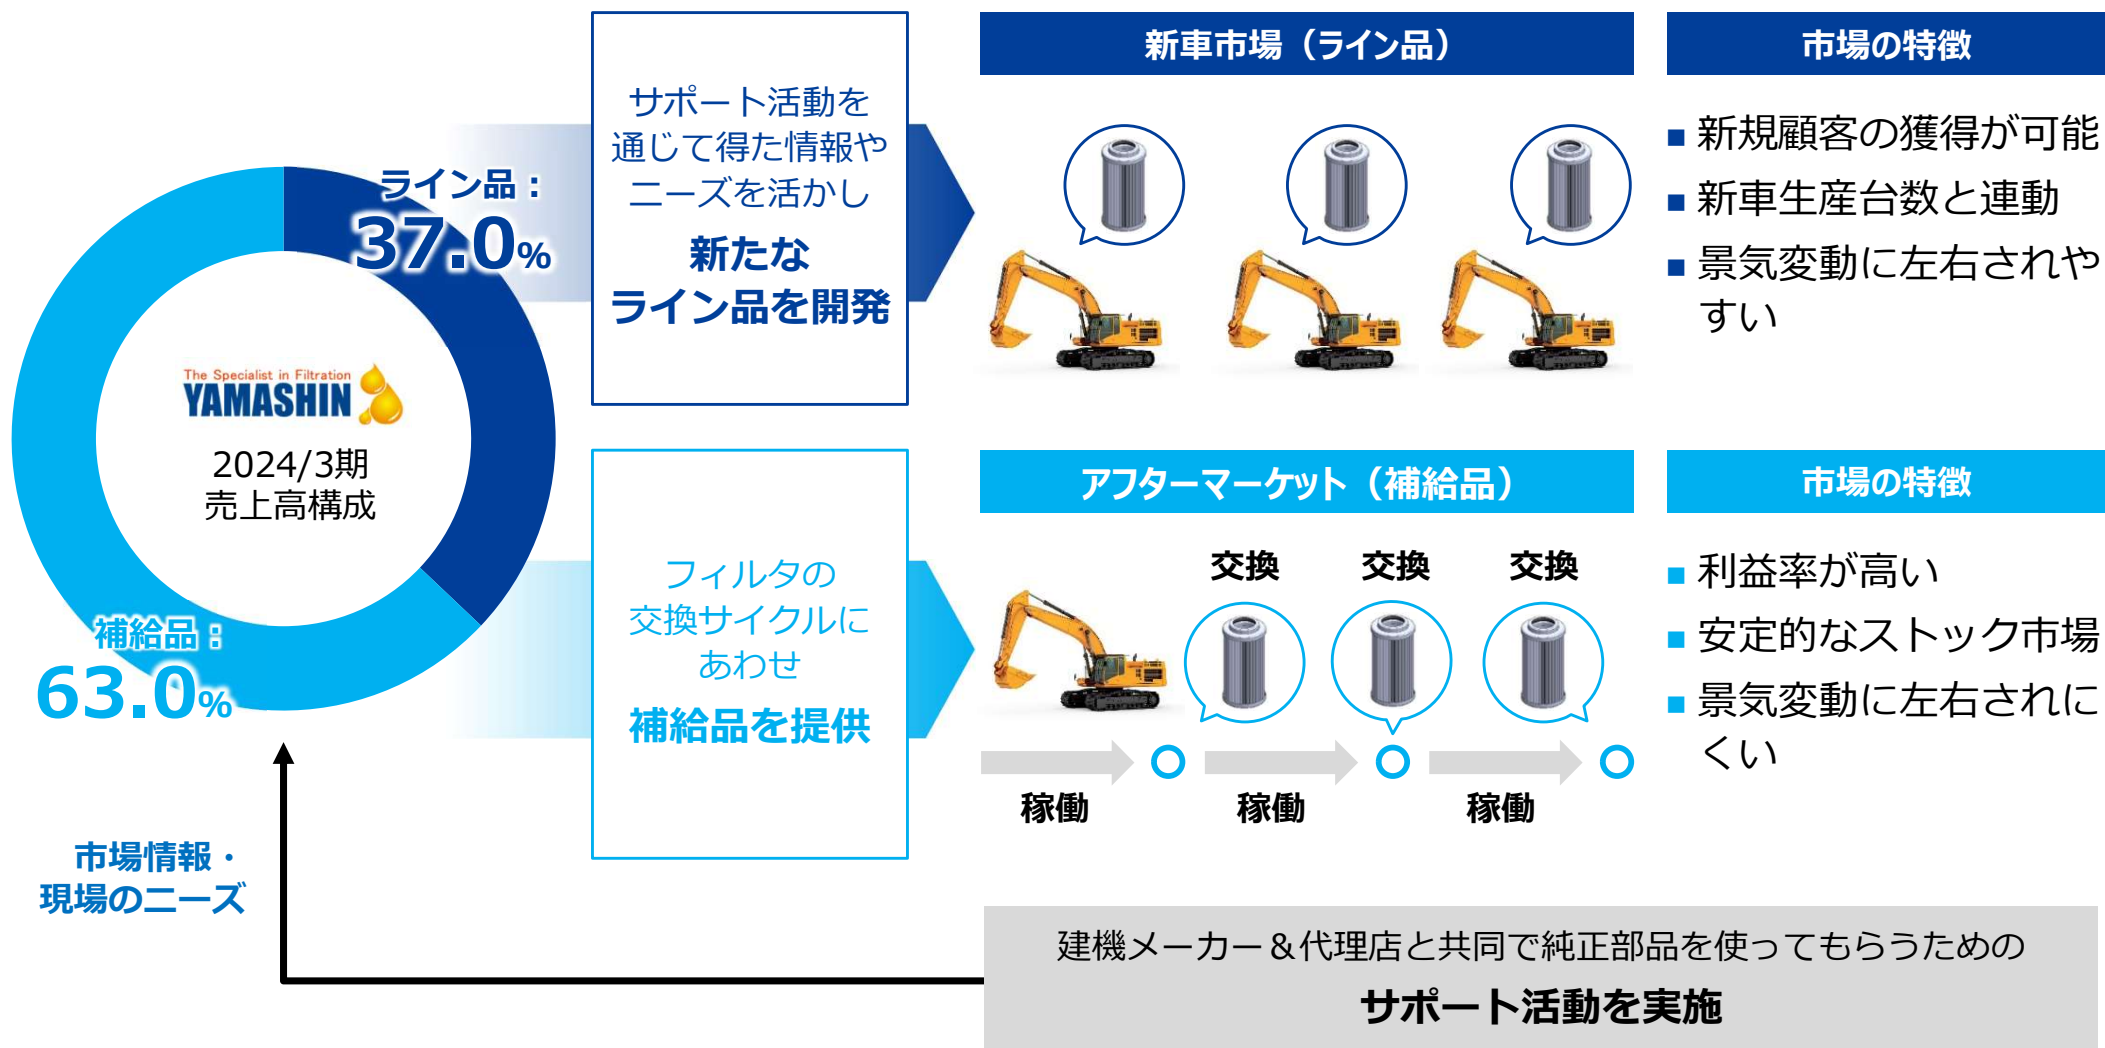 ライン品：
37.0%
The Specialist in Filtration
YAMASHIN
2024/3期
売上高構成
補給品：
63.0%
サポート活動を
通じて得た情報や
ニーズを活かし
新たな
ライン品を開発
新車市場（ライン品）
市場の特徴
■ 新規顧客の獲得が可能
■ 新車生産台数と連動
■ 景気変動に左右されや
すい
フィルタの
交換サイクルに
あわせ
補給品を提供
アフターマーケット（補給品）
交換 交換 交換
稼働 稼働 稼働
市場の特徴
■ 利益率が高い
■ 安定的なストック市場
■ 景気変動に左右されに
くい
市場情報・
現場のニーズ
建機メーカー＆代理店と共同で純正部品を使ってもらうための
サポート活動を実施